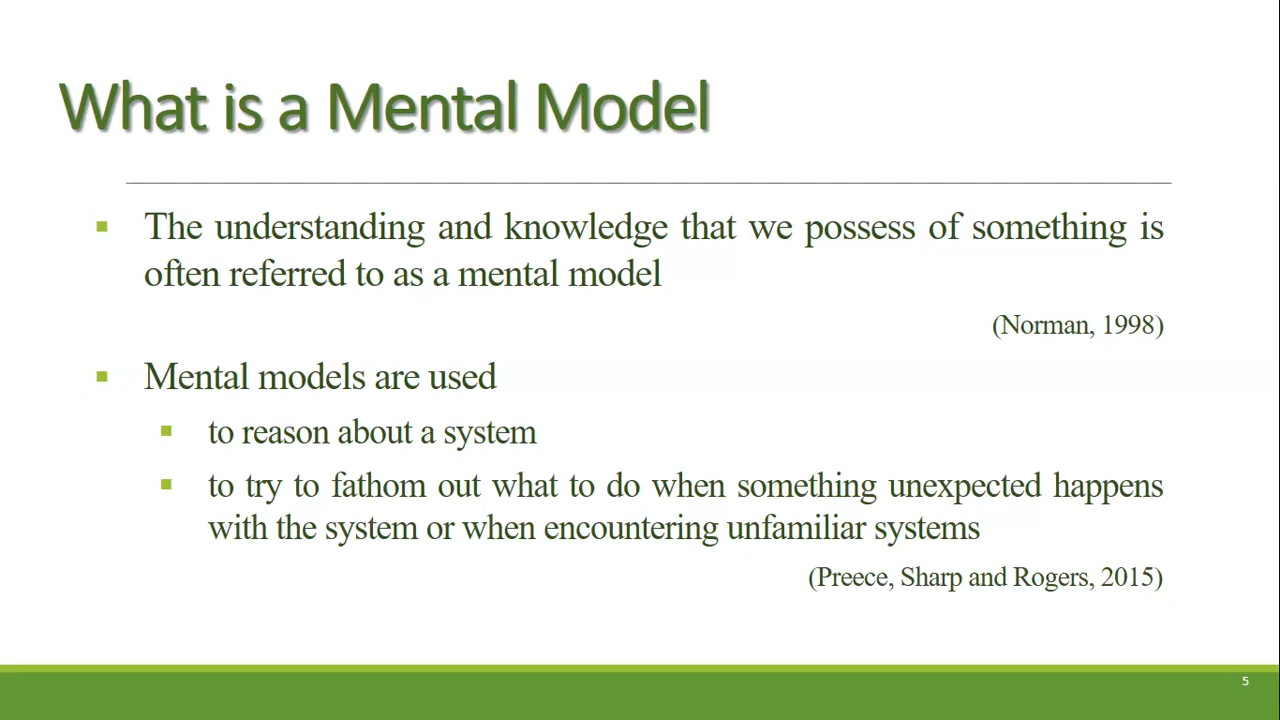 What is a Mental Model
▪ The understanding and knowledge that we possess of something is
often referred to as a mental model
(Norman, 1998)
▪ Mental models are used
▪ to reason about a system
▪ to try to fathom out what to do when something unexpected happens
with the system or when encountering unfamiliar systems
(Preece, Sharp and Rogers, 2015)
5